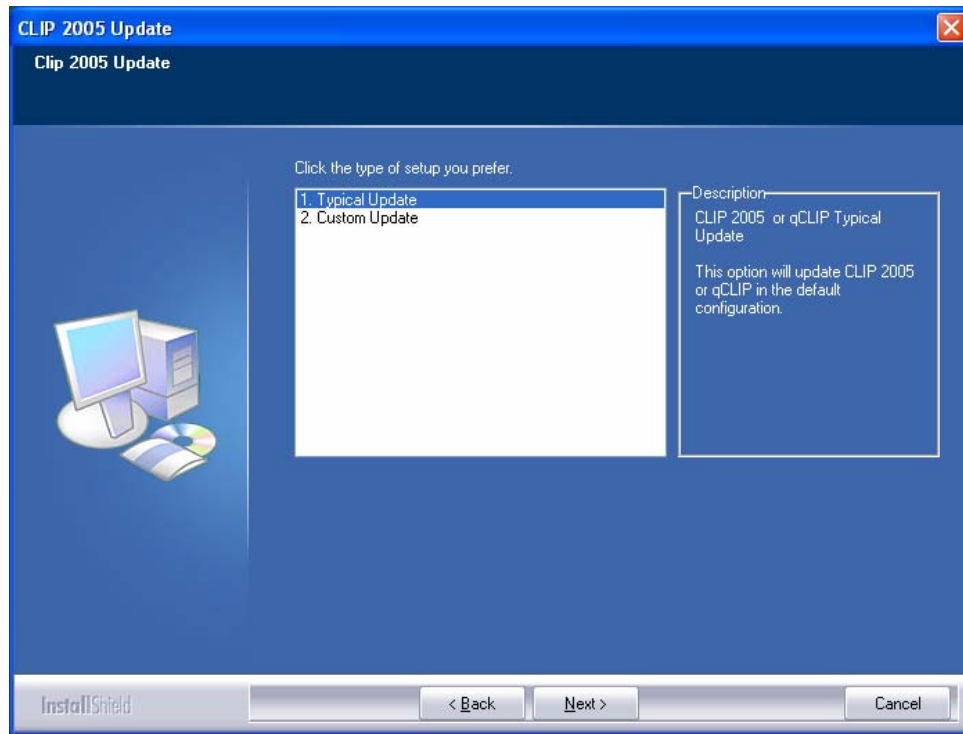 CLIP 2005 Update
Clip 2005 Update
Click the type of setup you prefer.
1. Typical Update
2. Custom Update
Description
CLIP 2005 or qCLIP Typical
Update
This option will update CLIP 2005
or qCLIP in the default
configuration.
InstallShield
< Back
Next >
Cancel